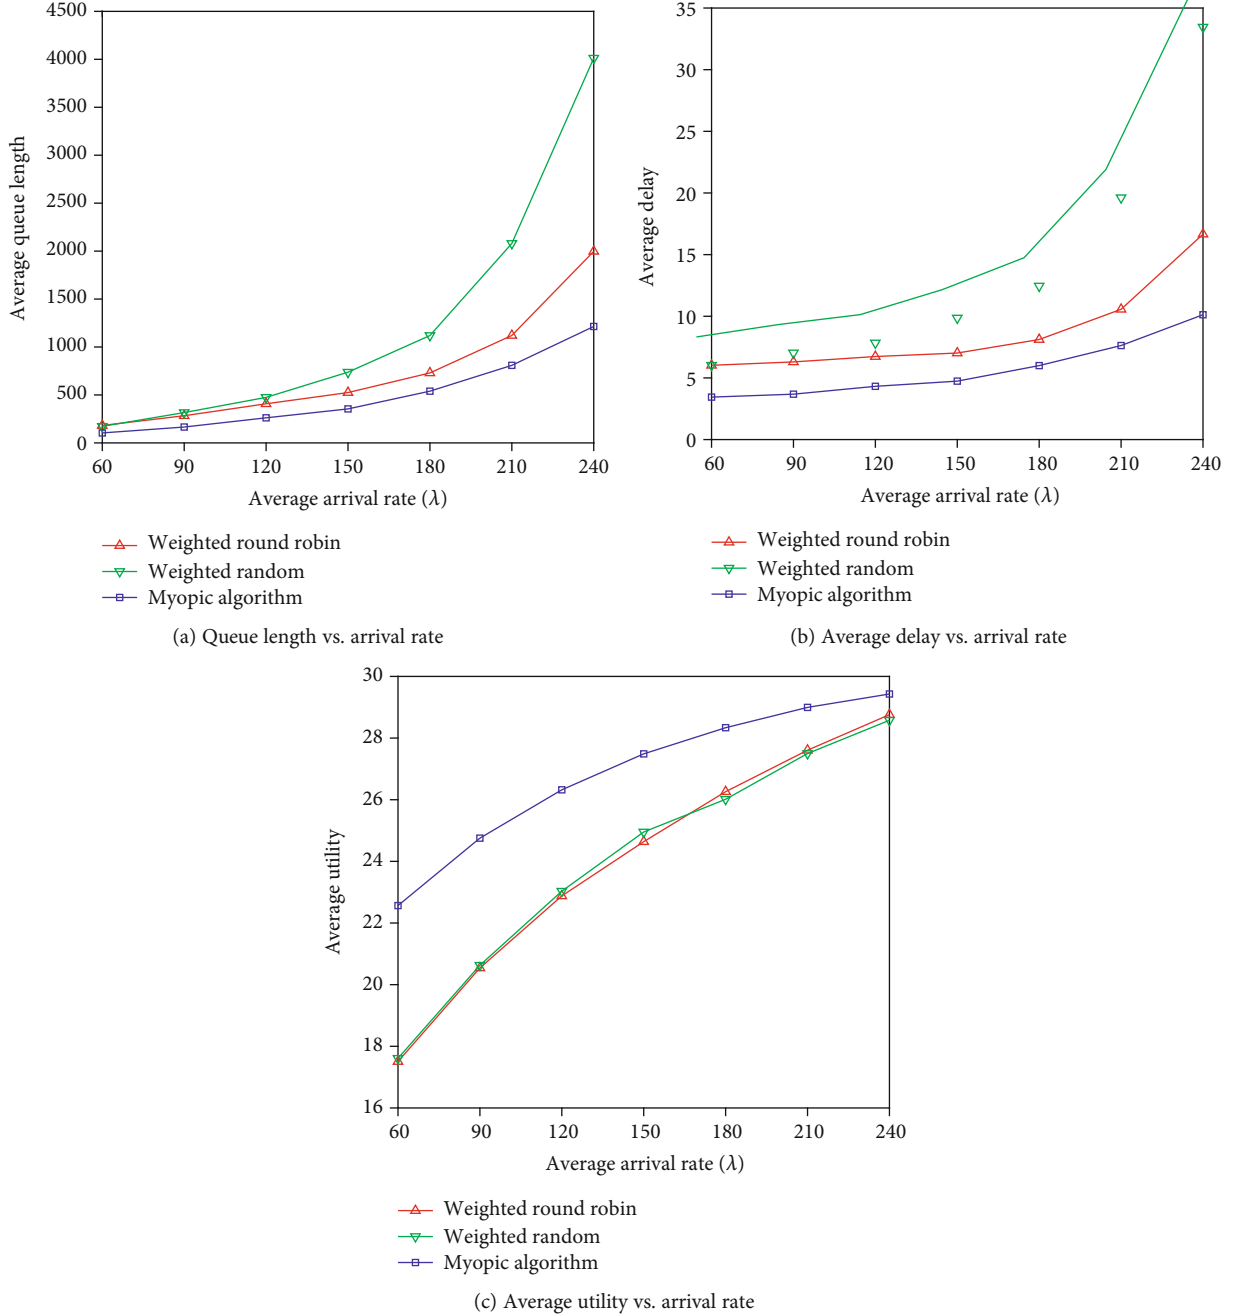 4500
4000
3500
3000
2500
2000
1500
1000
500
0
Average queue length
60 90 120 150 180 210 240
Average arrival rate (λ)
Weighted round robin
Weighted random
Myopic algorithm
(a) Queue length vs. arrival rate
35
30
25
20
15
10
5
0
Average delay
60 90 120 150 180 210 240
Average arrival rate (λ)
Weighted round robin
Weighted random
Myopic algorithm
(b) Average delay vs. arrival rate
30
28
26
24
22
20
18
16
Average utility
60 90 120 150 180 210 240
Average arrival rate (λ)
Weighted round robin
Weighted random
Myopic algorithm
(c) Average utility vs. arrival rate